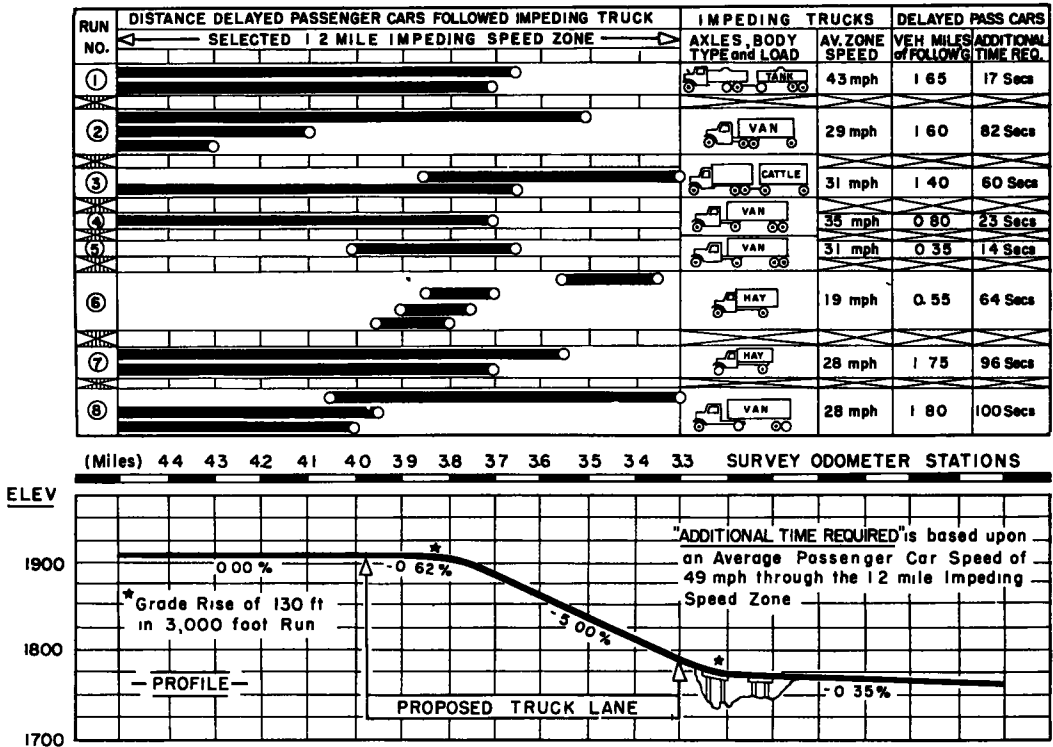 RUN NO.
DISTANCE DELAYED PASSENGER CARS FOLLOWED IMPEDING TRUCK
SELECTED 1 2 MILE IMPEDING SPEED ZONE
IMPEDING TRUCKS
AXLES, BODY TYPE and LOAD
AV. ZONE SPEED
DELAYED PASS CARS
VEH MILES of FOLLOW'G
ADDITIONAL TIME REQ.
1 TANK 43 mph 1 65 17 Secs
2 VAN 29 mph 1 60 82 Secs
3 CATTLE 31 mph 1 40 60 Secs
4 VAN 35 mph 0 80 23 Secs
5 VAN 31 mph 0 35 14 Secs
6 HAY 19 mph 0.55 64 Secs
7 HAY 28 mph 1 75 96 Secs
8 VAN 28 mph 1 80 100 Secs
(Miles) 44 43 42 41 40 39 38 37 36 35 34 33 SURVEY ODOMETER STATIONS
ELEV
1900
1800
1700
0 00 %
-0 62%
-5 00%
-0 35%
*Grade Rise of 130 ft
in 3,000 foot Run
—PROFILE—
PROPOSED TRUCK LANE
"ADDITIONAL TIME REQUIRED" is based upon
an Average Passenger Car Speed of
49 mph through the 1 2 mile Impeding
Speed Zone